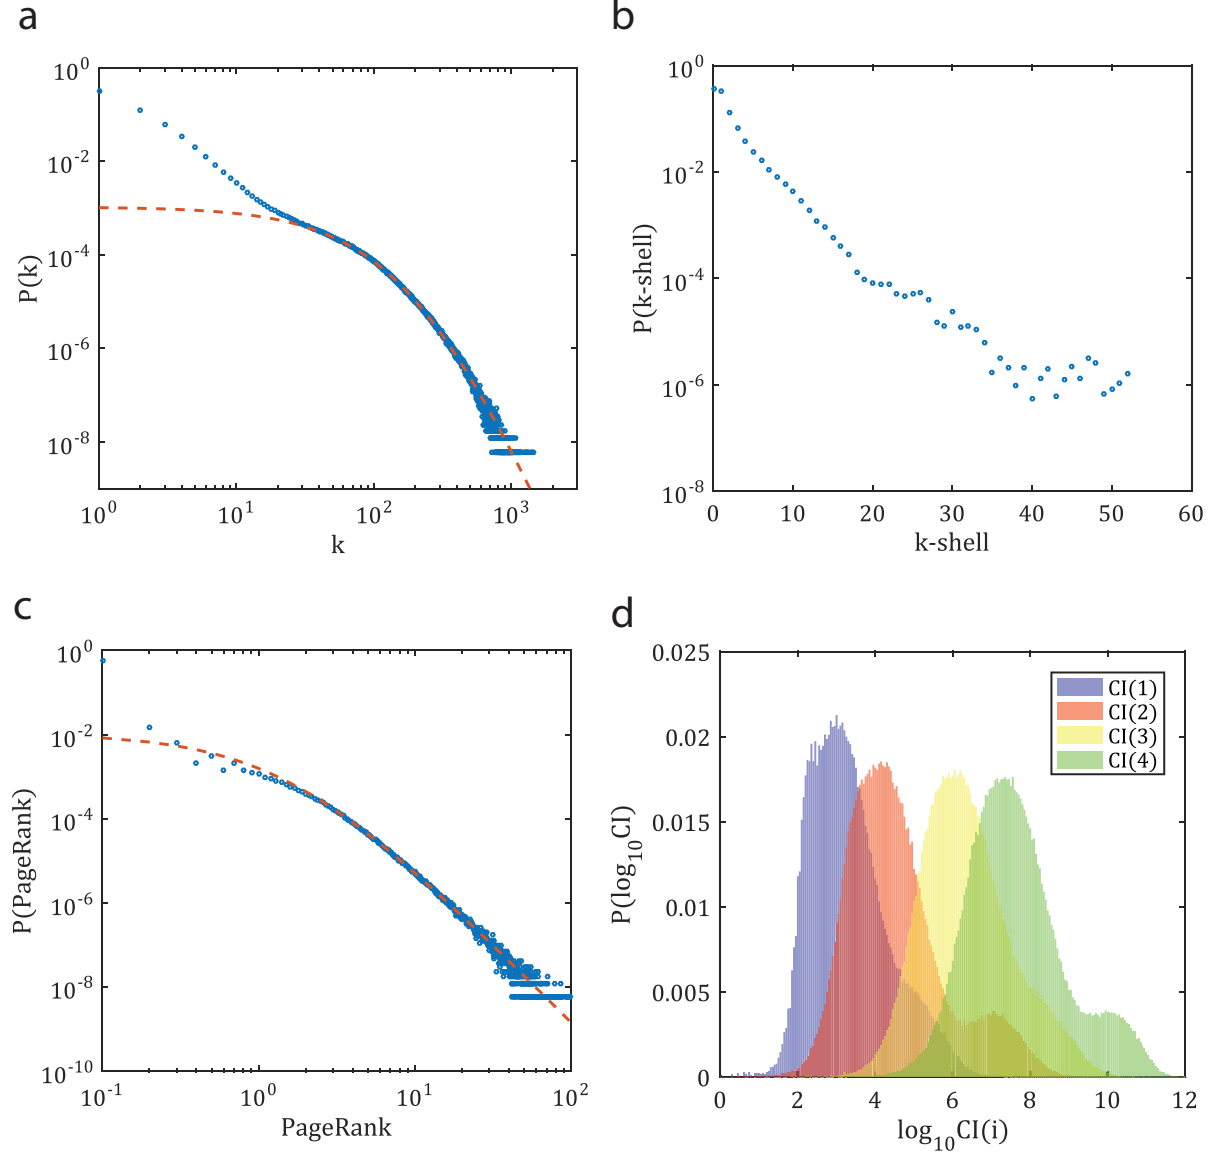 a
10^0
10^-2
10^-4
10^-6
10^-8
P(k)
10^0 10^1 10^2 10^3
k
b
10^0
10^-2
10^-4
10^-6
10^-8
P(k-shell)
0 10 20 30 40 50 60
k-shell
c
10^0
10^-2
10^-4
10^-6
10^-8
10^-10
P(PageRank)
10^-1 10^0 10^1 10^2
PageRank
d
0.025
0.02
0.015
0.01
0.005
0
P(log_10CI)
CI(1)
CI(2)
CI(3)
CI(4)
0 2 4 6 8 10 12
log_10CI(i)